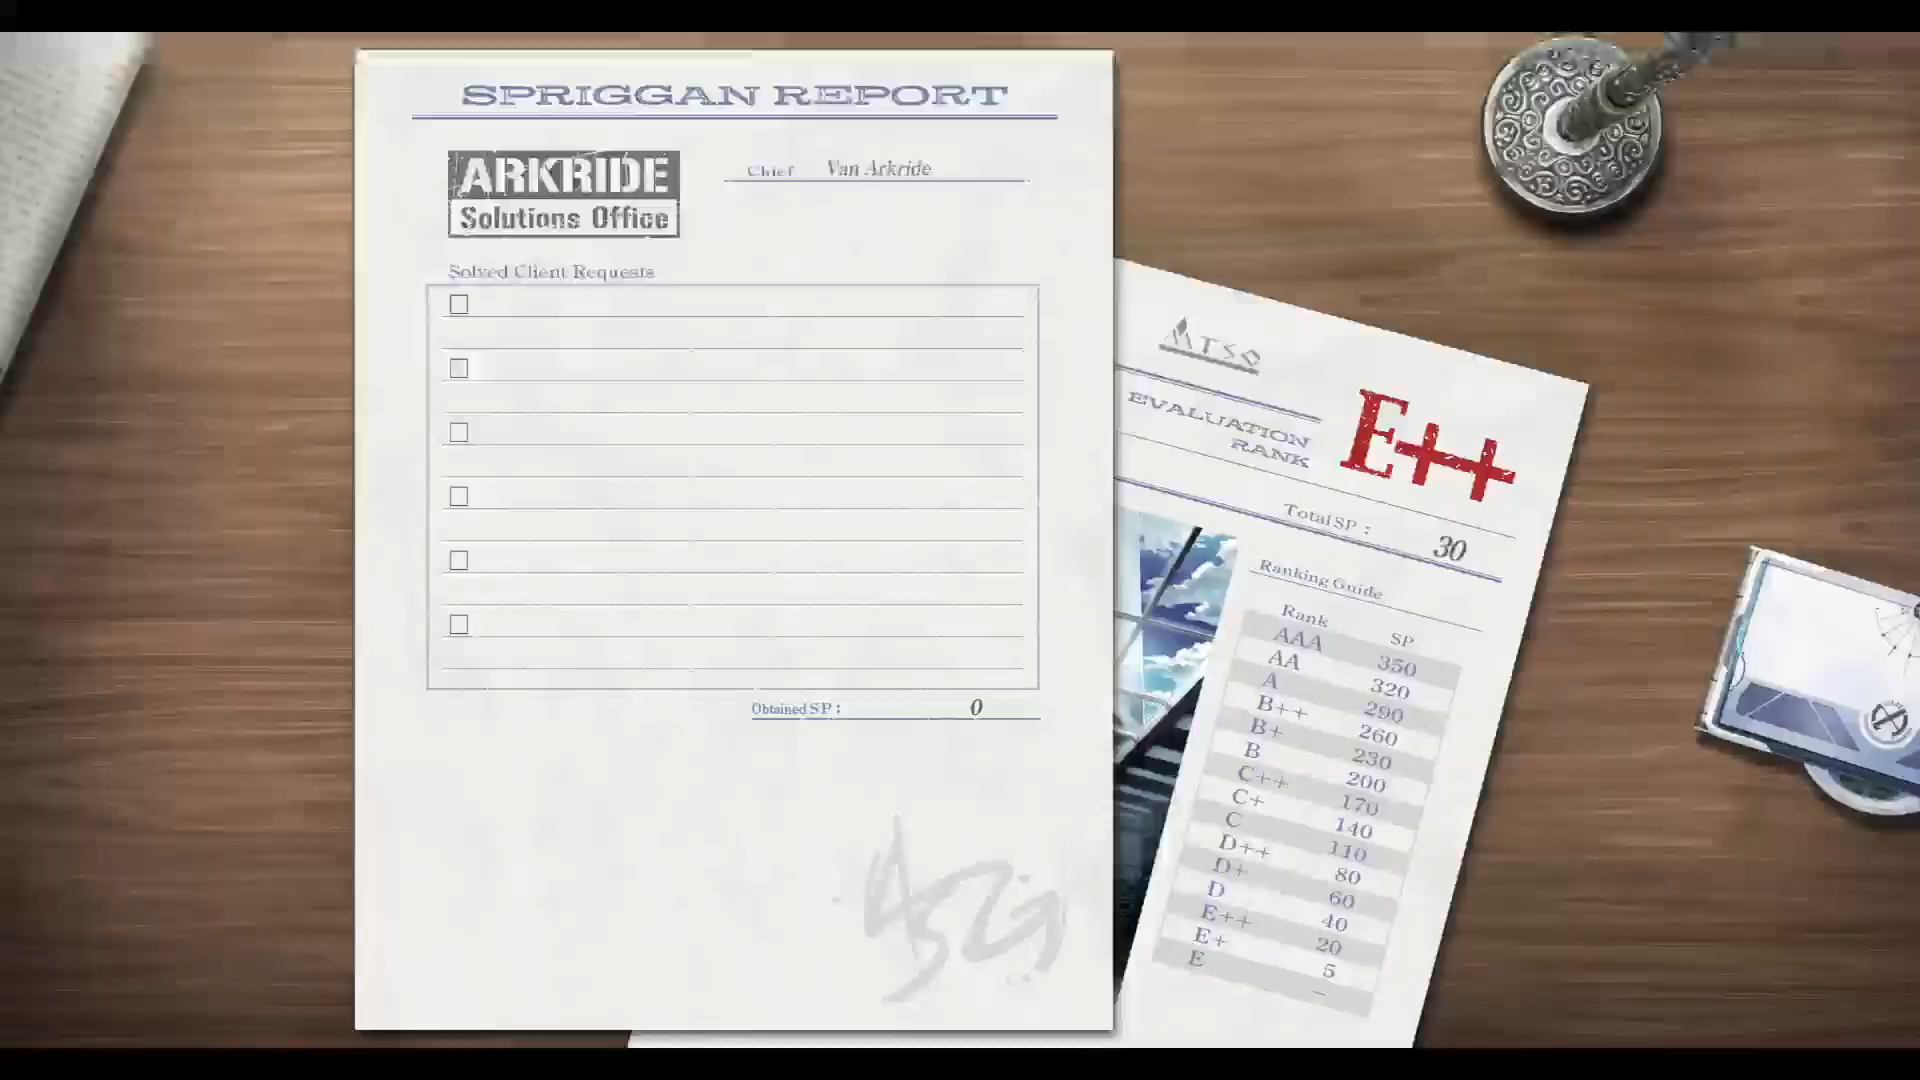 SPRIGGAN REPORT
ARKRIDE
Solutions Office
Chief Van Arkride
Solved Client Requests
Obtained SP : 0
EVALUATION
RANK
E++
Total SP : 30
Ranking Guide
Rank SP
AAA 350
AA 320
A 290
B++ 260
B+ 230
B 200
C++ 170
C+ 140
C 110
D++ 80
D+ 60
D 40
E++ 20
E+ 5
E –